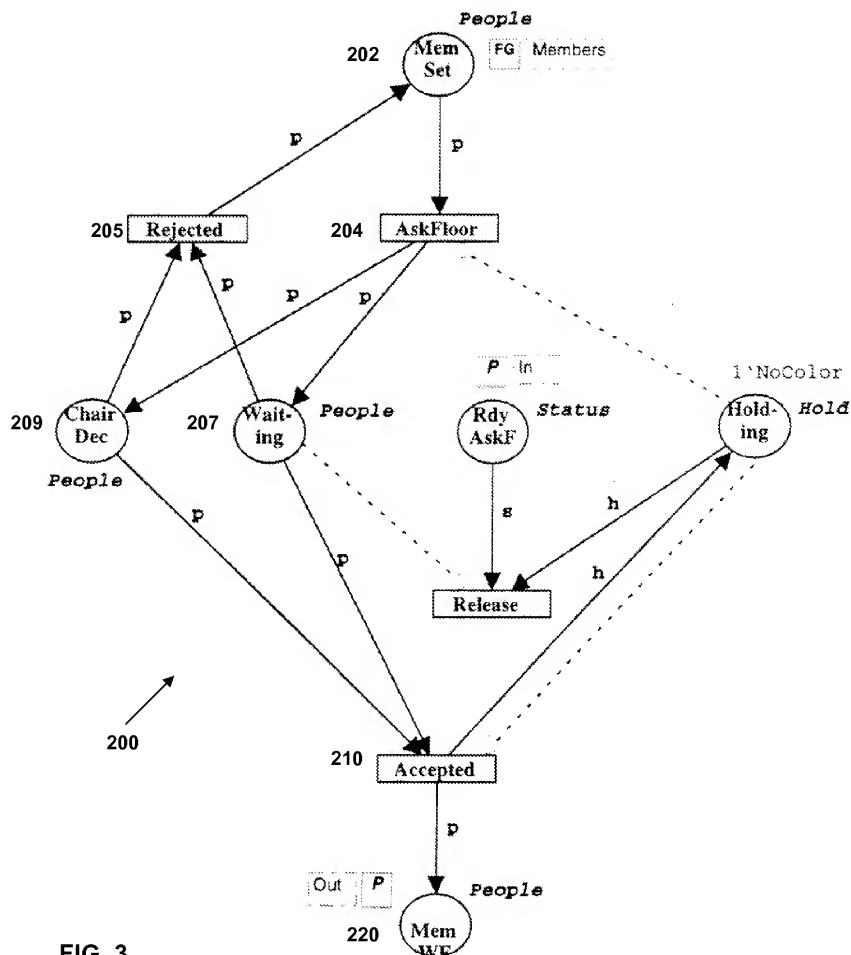 People
202
Mem
Set
FG Members
p
p
205
Rejected
204
AskFloor
p
p
p
p
P In
1`NoColor
209
Chair
Dec
People
207
Wait-
ing
People
Rdy
AskF
Status
Hold-
ing
Hold
p
p
s
h
h
Release
200
210
Accepted
p
Out P
People
220
Mem
WF
FIG. 3